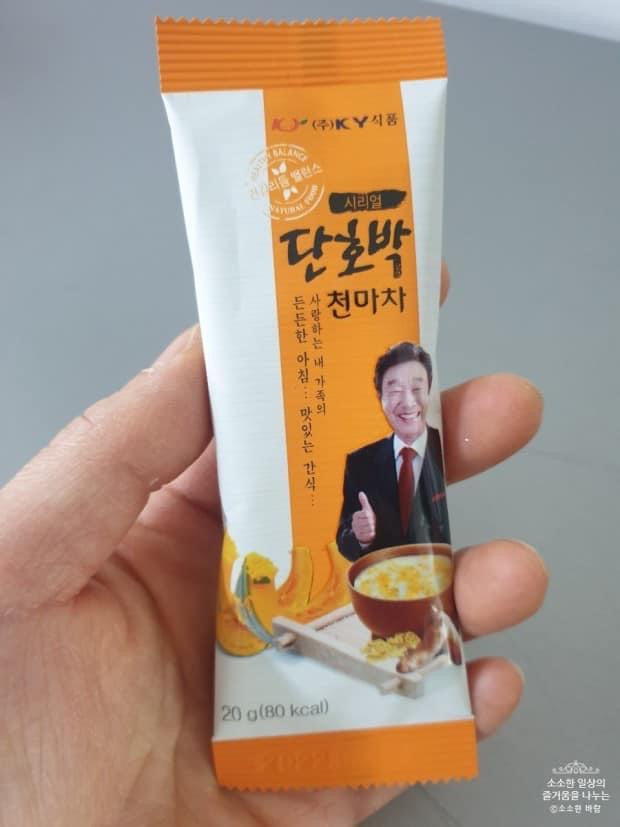 (주)KY식품
HEALTHY BALANCE
건강리듬 밸런스
NATURAL FOOD
시리얼
단호박
천마차
사랑하는 내 가족의
든든한 아침... 맛있는 간식...
20 g(80 kcal)
소소한 일상의
즐거움을 나누는
©소소한 바람